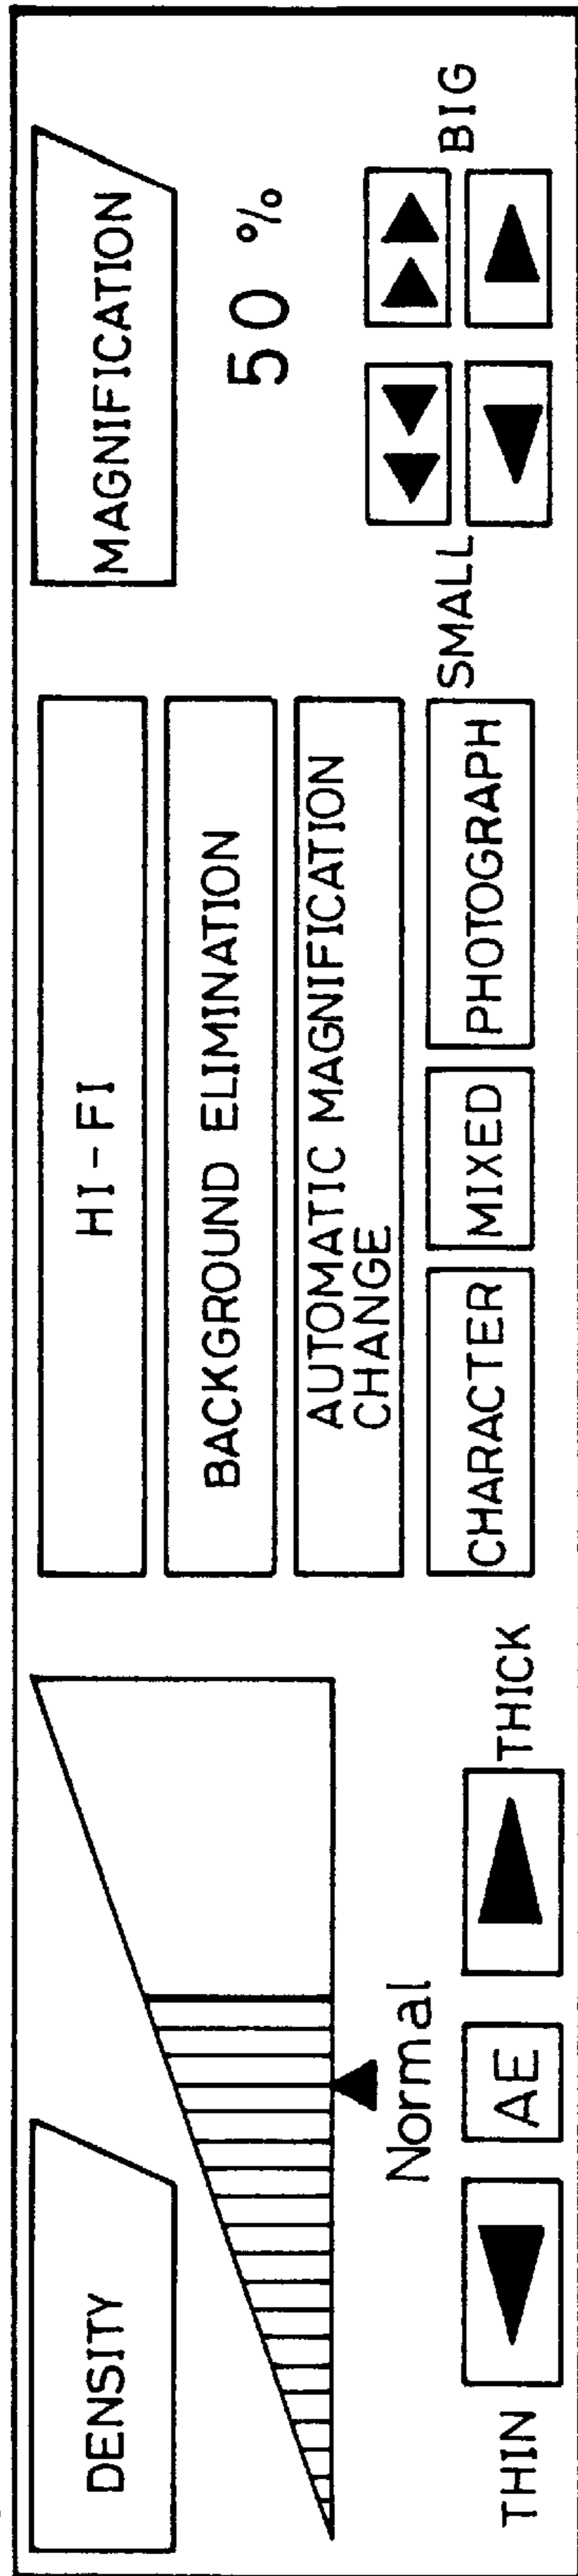 DENSITY
Normal
THIN
AE
THICK
HI-FI
BACKGROUND ELIMINATION
AUTOMATIC MAGNIFICATION
CHANGE
CHARACTER
MIXED
PHOTOGRAPH
MAGNIFICATION
50 %
SMALL
BIG